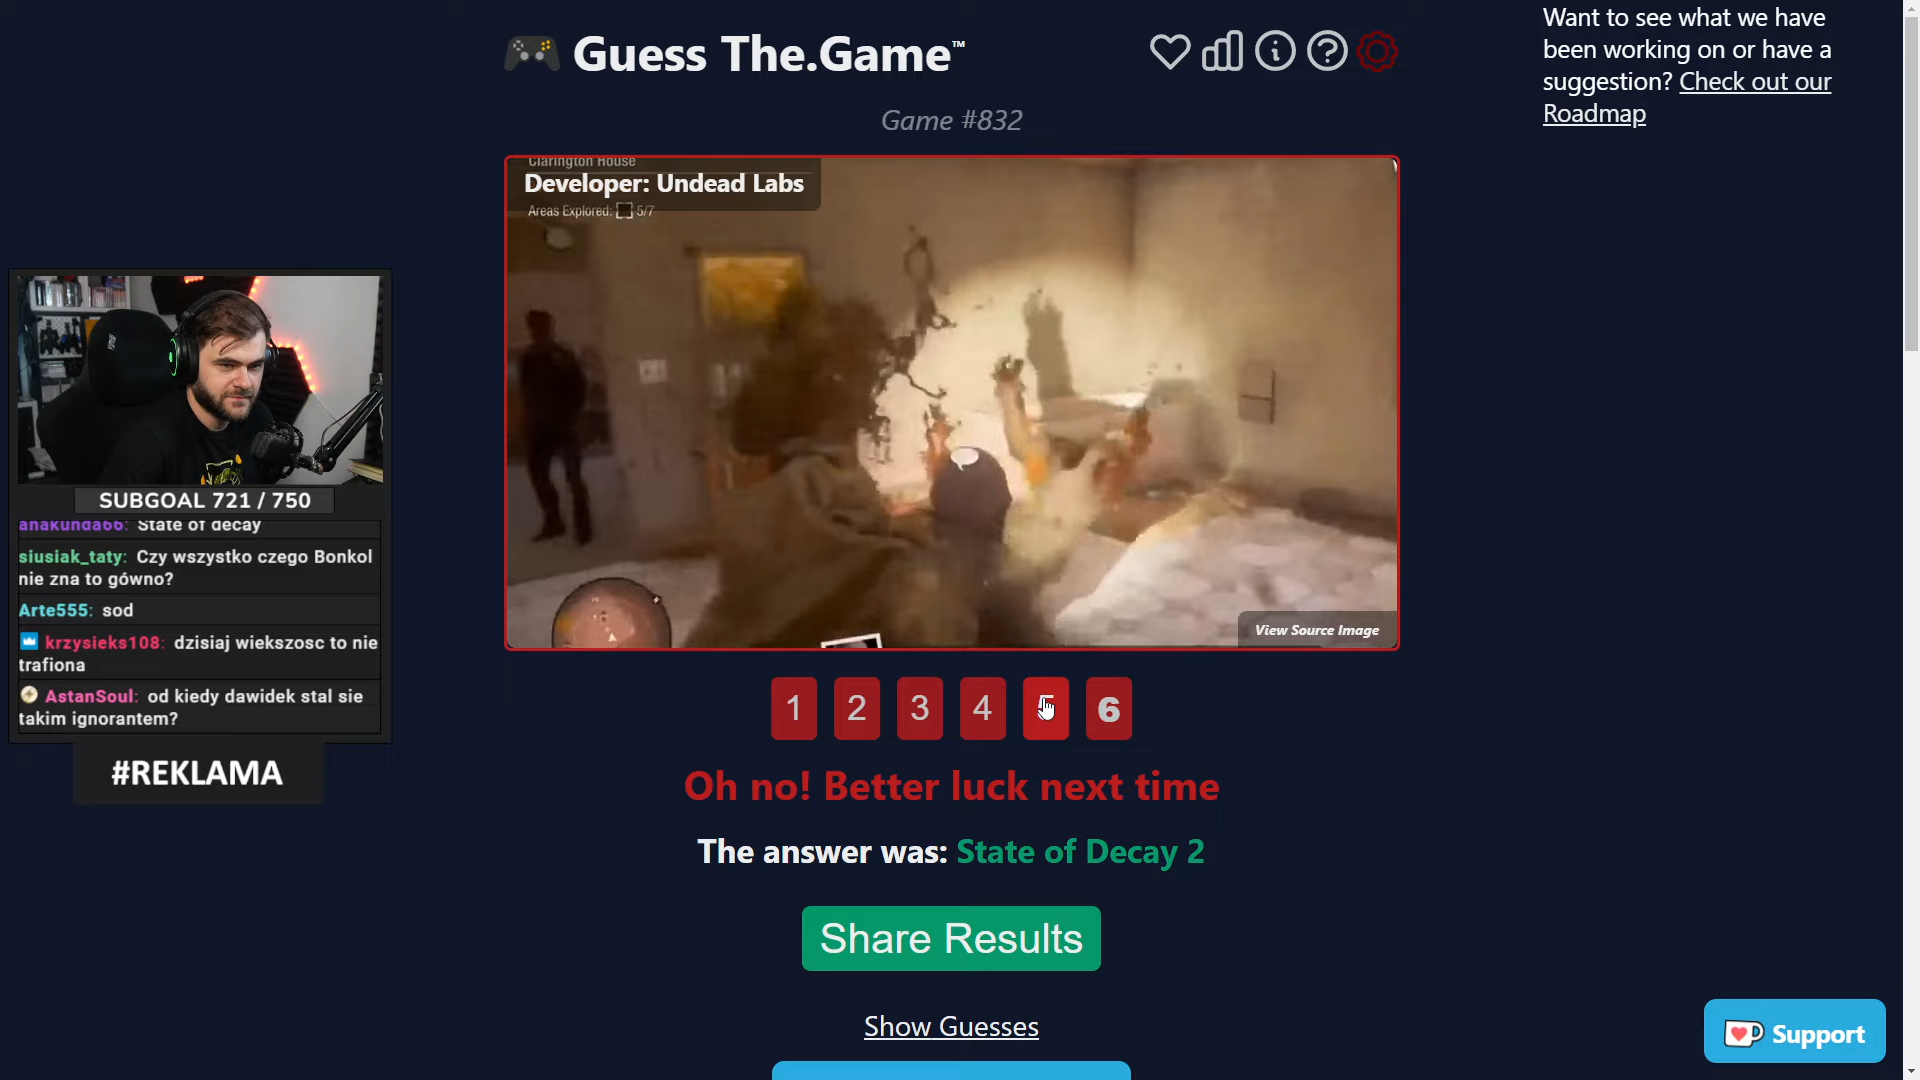 Guess The.Game™
Game #832
Want to see what we have
been working on or have a
suggestion? Check out our
Roadmap
Clarington House
Developer: Undead Labs
Areas Explored: 5/7
View Source Image
SUBGOAL 721 / 750
anakunda66: State of decay
siusiak_taty: Czy wszystko czego Bonkol
nie zna to gówno?
Arte555: sod
krzysieks108: dzisiaj wiekszosc to nie
trafiona
AstanSoul: od kiedy dawidek stal sie
takim ignorantem?
#REKLAMA
1 2 3 4 5 6
Oh no! Better luck next time
The answer was: State of Decay 2
Share Results
Show Guesses
Support